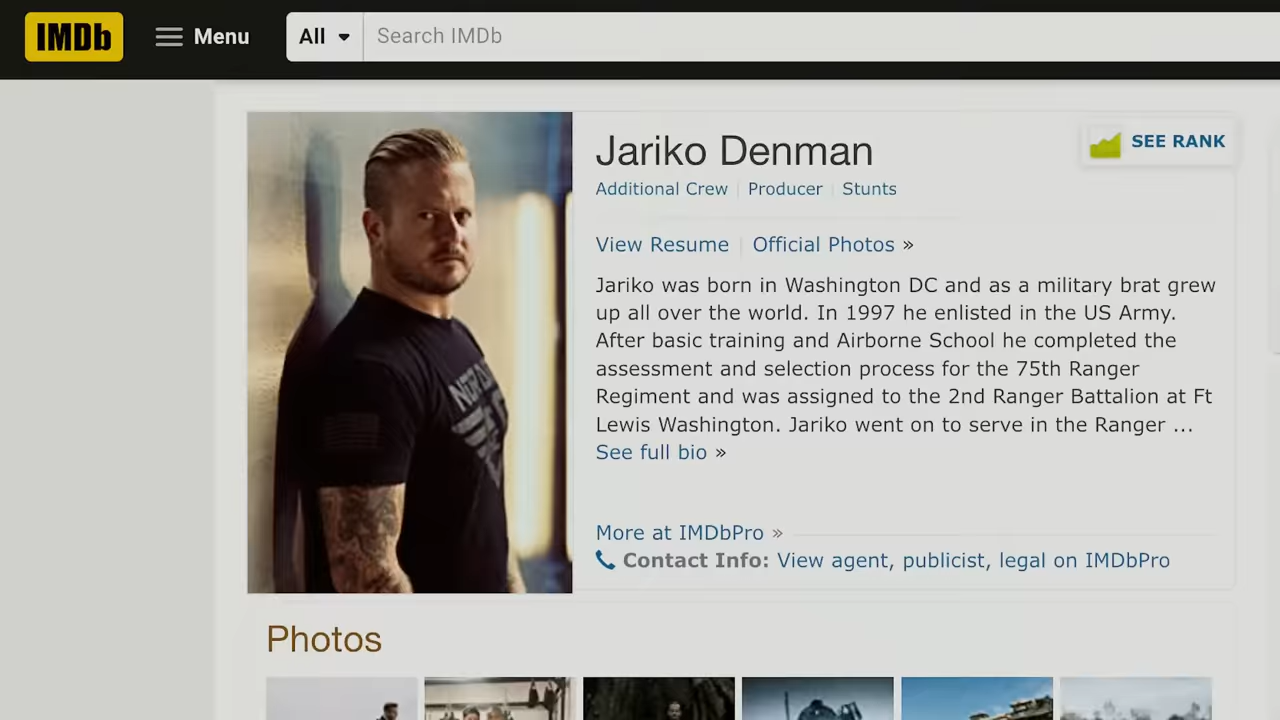 IMDb Menu All Search IMDb
Jariko Denman
SEE RANK
Additional Crew Producer Stunts
View Resume Official Photos »
Jariko was born in Washington DC and as a military brat grew
up all over the world. In 1997 he enlisted in the US Army.
After basic training and Airborne School he completed the
assessment and selection process for the 75th Ranger
Regiment and was assigned to the 2nd Ranger Battalion at Ft
Lewis Washington. Jariko went on to serve in the Ranger ...
See full bio »
More at IMDbPro »
Contact Info: View agent, publicist, legal on IMDbPro
Photos